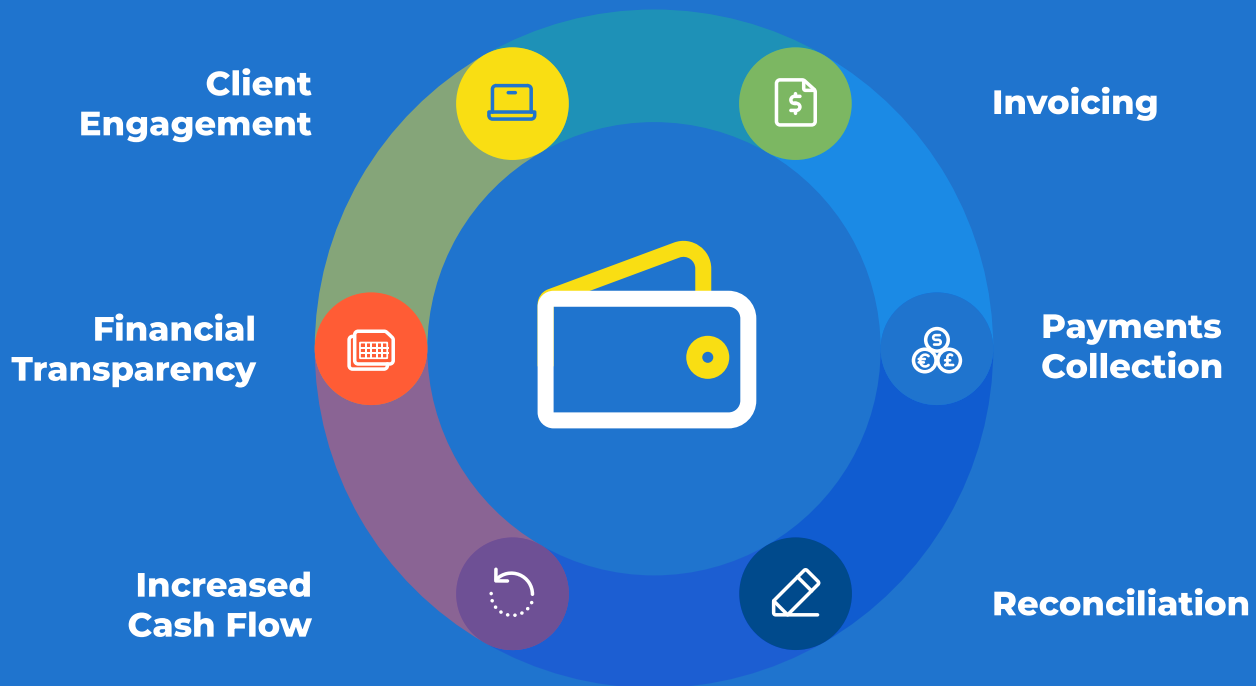 Client
Engagement
Invoicing
$
Financial
Transparency
Payments
Collection
S
€ £
Increased
Cash Flow
Reconciliation